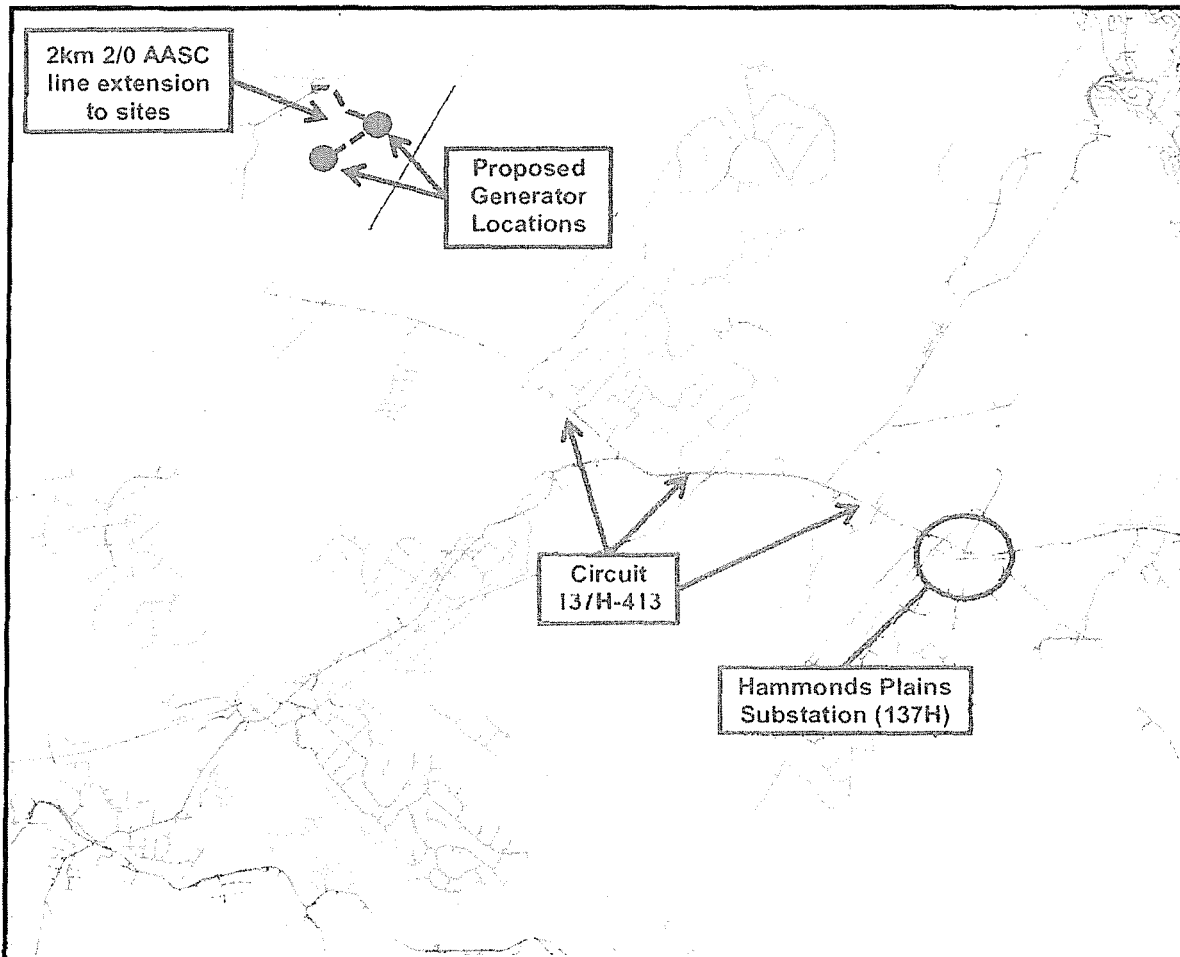 2km 2/0 AASC
line extension
to sites
Proposed
Generator
Locations
Circuit
137H-413
Hammonds Plains
Substation (137H)